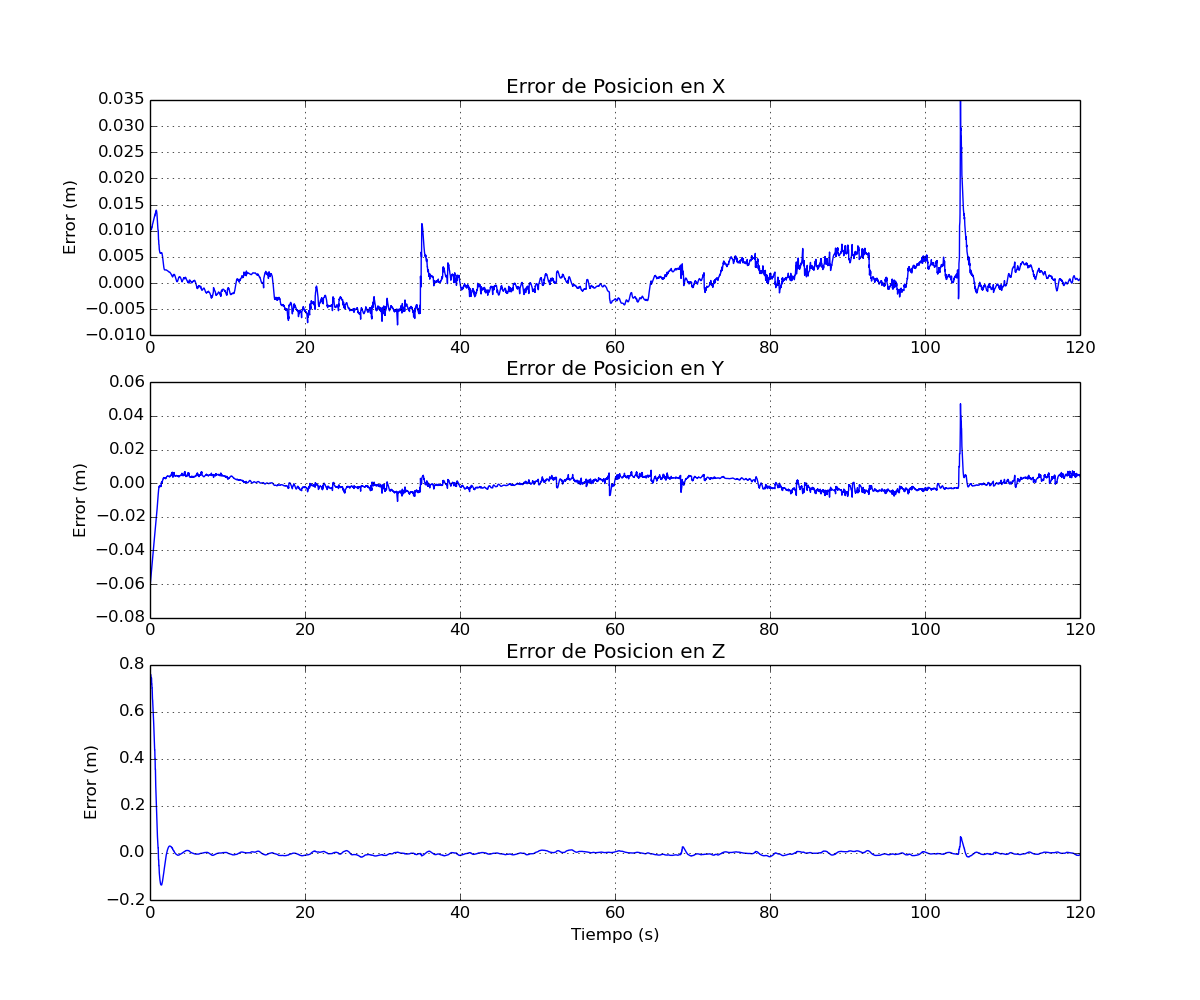 Error de Posicion en X
Error (m)
0.035
0.030
0.025
0.020
0.015
0.010
0.005
0.000
−0.005
−0.010
0 20 40 60 80 100 120
Error de Posicion en Y
Error (m)
0.06
0.04
0.02
0.00
−0.02
−0.04
−0.06
−0.08
0 20 40 60 80 100 120
Error de Posicion en Z
Error (m)
0.8
0.6
0.4
0.2
0.0
−0.2
0 20 40 60 80 100 120
Tiempo (s)